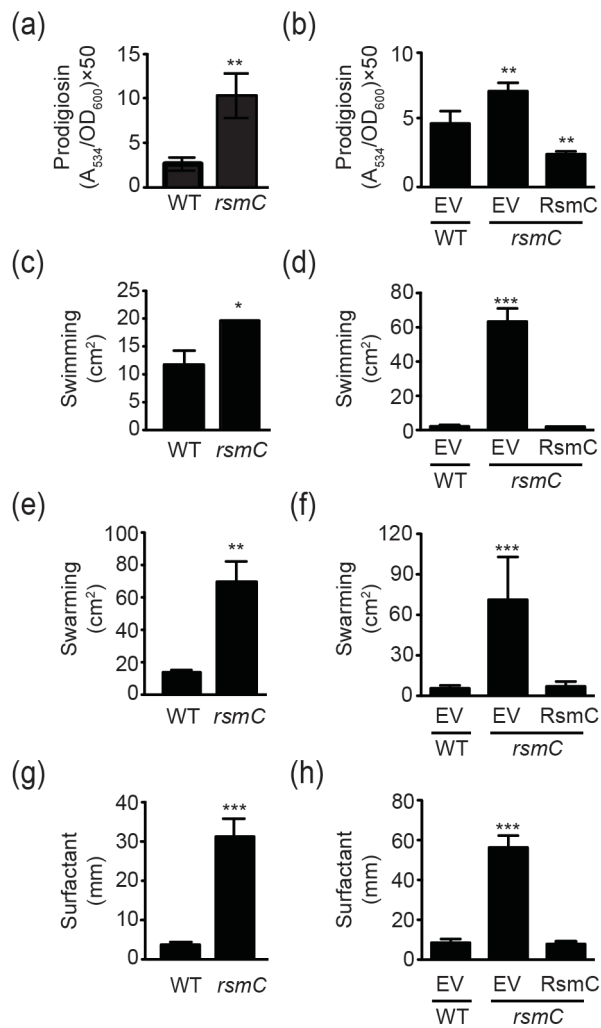 (a)
Prodigiosin
(A534/OD600)×50
15
10
5
0
**
WT rsmC
(b)
Prodigiosin
(A534/OD600)×50
10
5
0
**
**
EV EV RsmC
WT rsmC
(c)
Swimming
(cm²)
25
20
15
10
5
0
*
WT rsmC
(d)
Swimming
(cm²)
80
60
40
20
0
***
EV EV RsmC
WT rsmC
(e)
Swarming
(cm²)
100
80
60
40
20
0
**
WT rsmC
(f)
Swarming
(cm²)
120
90
60
30
0
***
EV EV RsmC
WT rsmC
(g)
Surfactant
(mm)
40
30
20
10
0
***
WT rsmC
(h)
Surfactant
(mm)
80
60
40
20
0
***
EV EV RsmC
WT rsmC